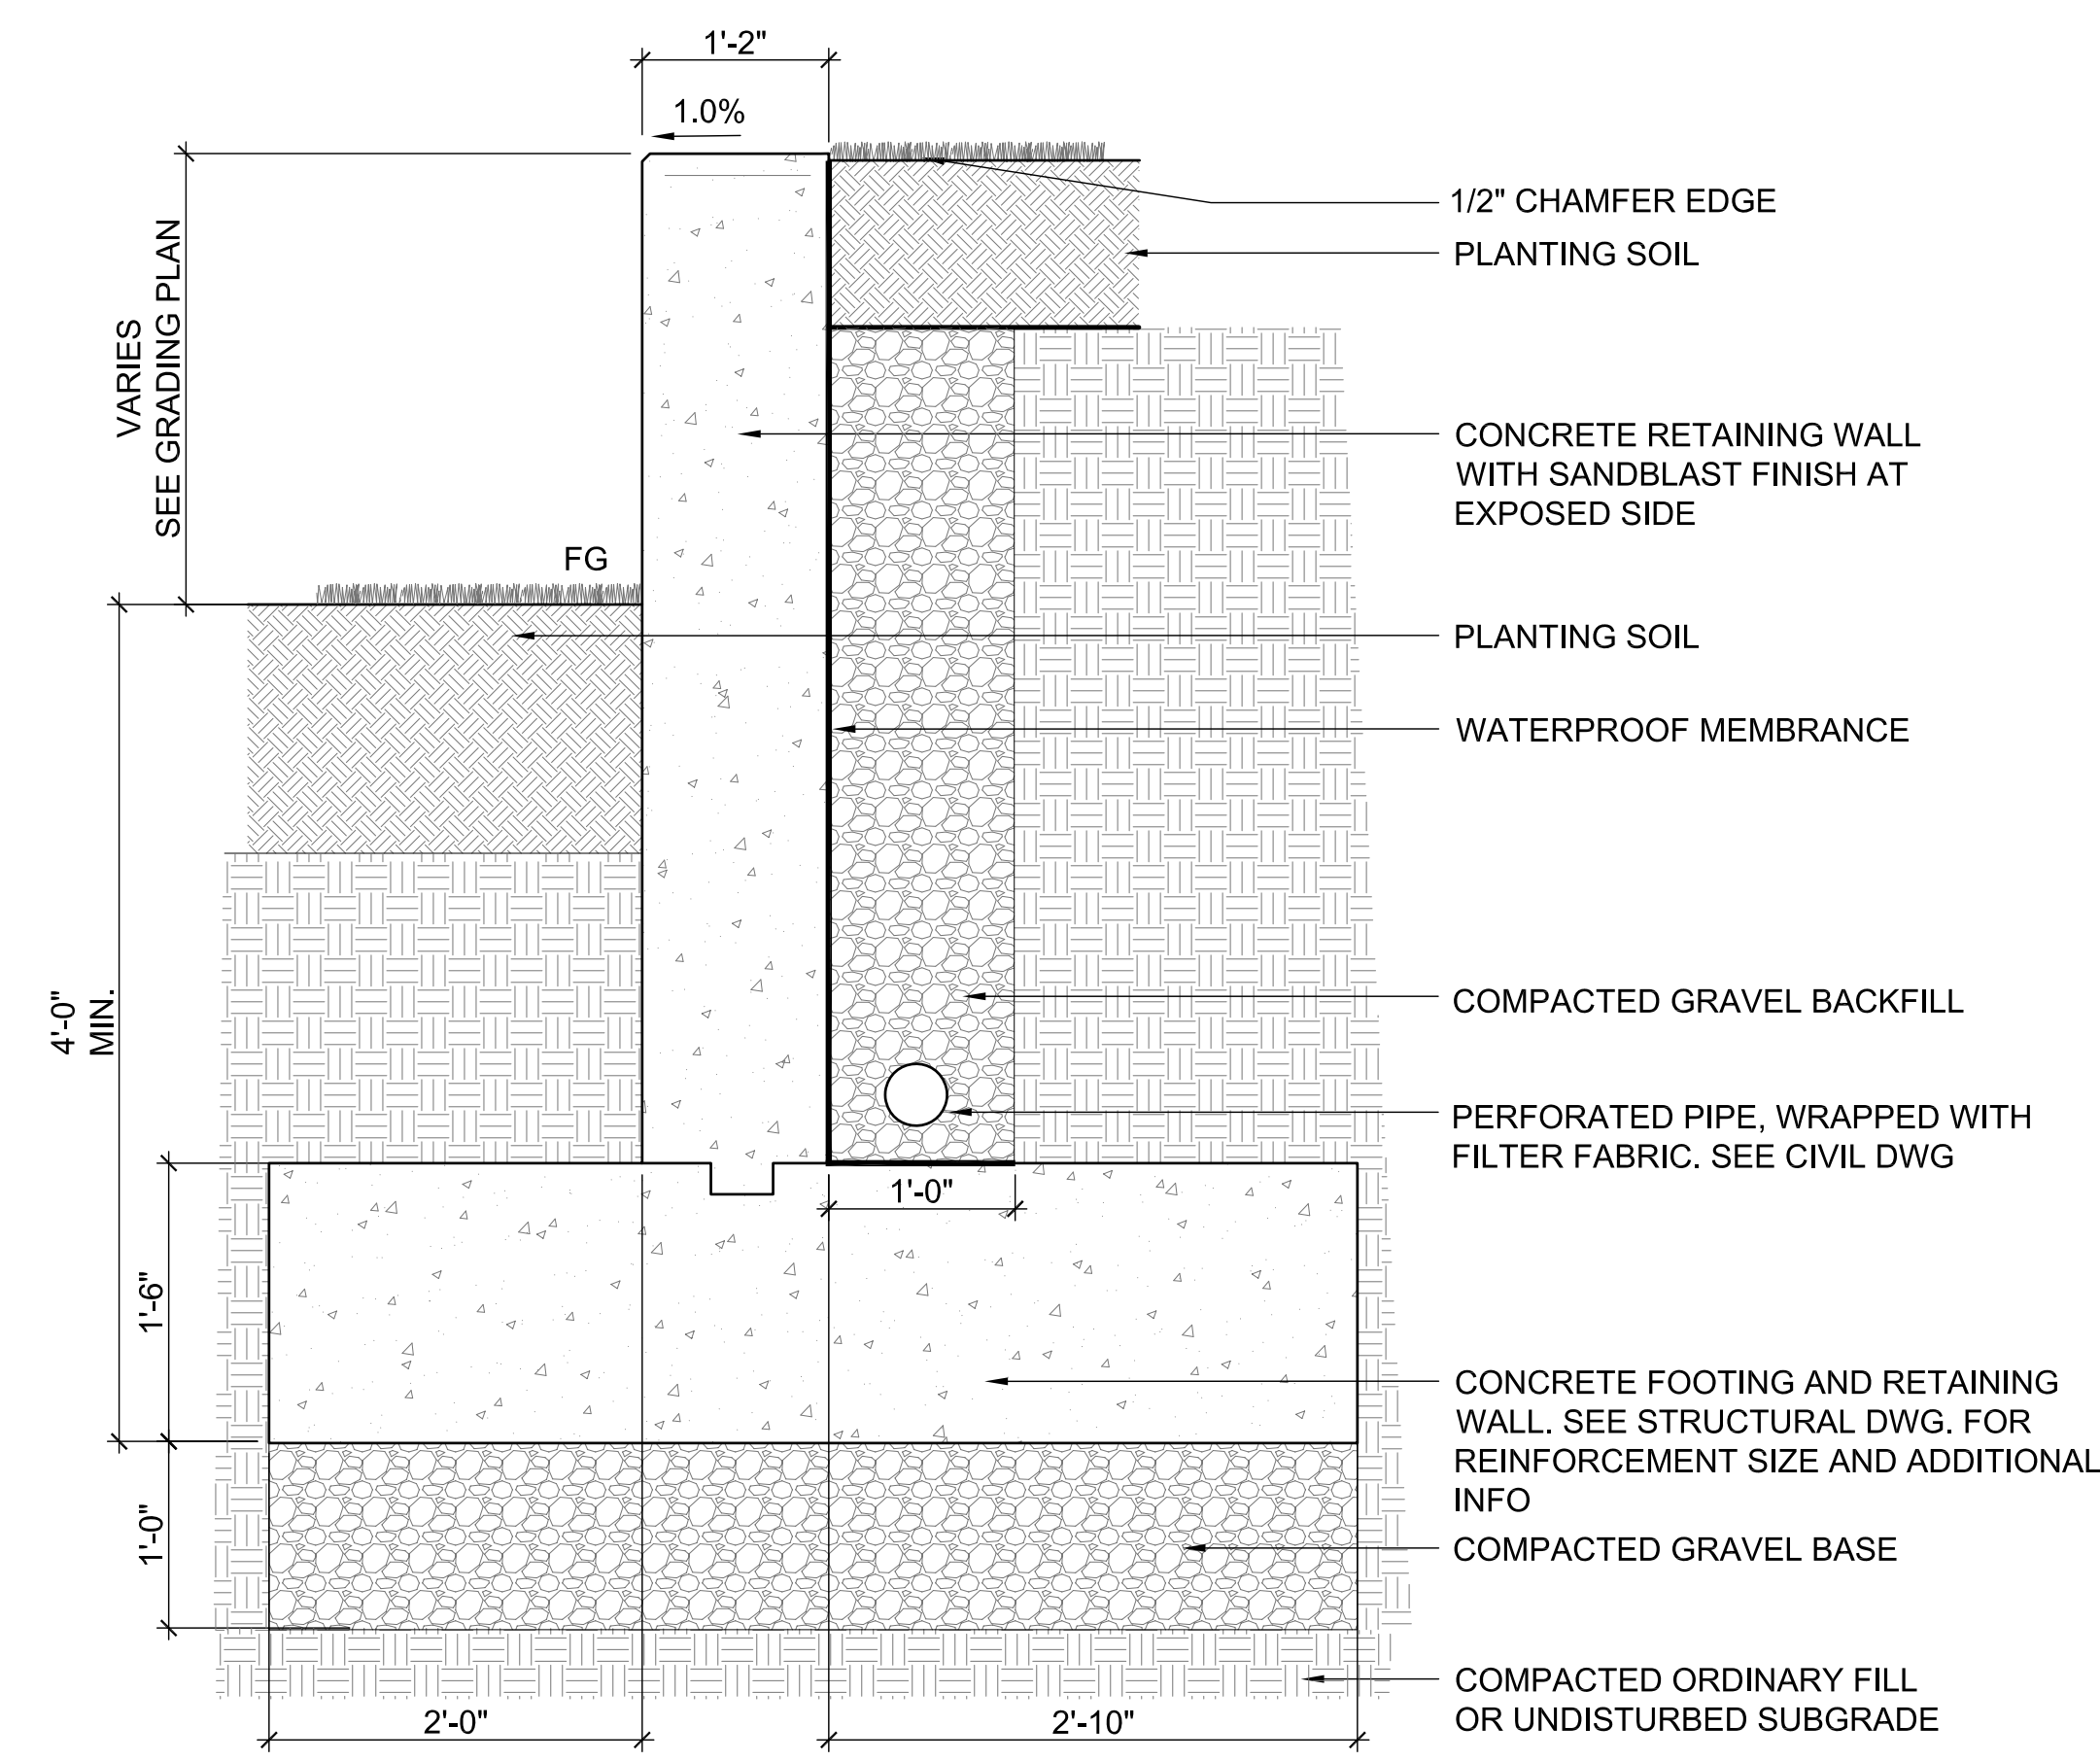 1'-2"
1.0%
1/2" CHAMFER EDGE
PLANTING SOIL
VARIES
SEE GRADING PLAN
CONCRETE RETAINING WALL
WITH SANDBLAST FINISH AT
EXPOSED SIDE
FG
PLANTING SOIL
WATERPROOF MEMBRANCE
4'-0"
MIN.
COMPACTED GRAVEL BACKFILL
PERFORATED PIPE, WRAPPED WITH
FILTER FABRIC. SEE CIVIL DWG
1'-0"
1'-6"
CONCRETE FOOTING AND RETAINING
WALL. SEE STRUCTURAL DWG. FOR
REINFORCEMENT SIZE AND ADDITIONAL
INFO
1'-0"
COMPACTED GRAVEL BASE
COMPACTED ORDINARY FILL
OR UNDISTURBED SUBGRADE
2'-0"
2'-10"